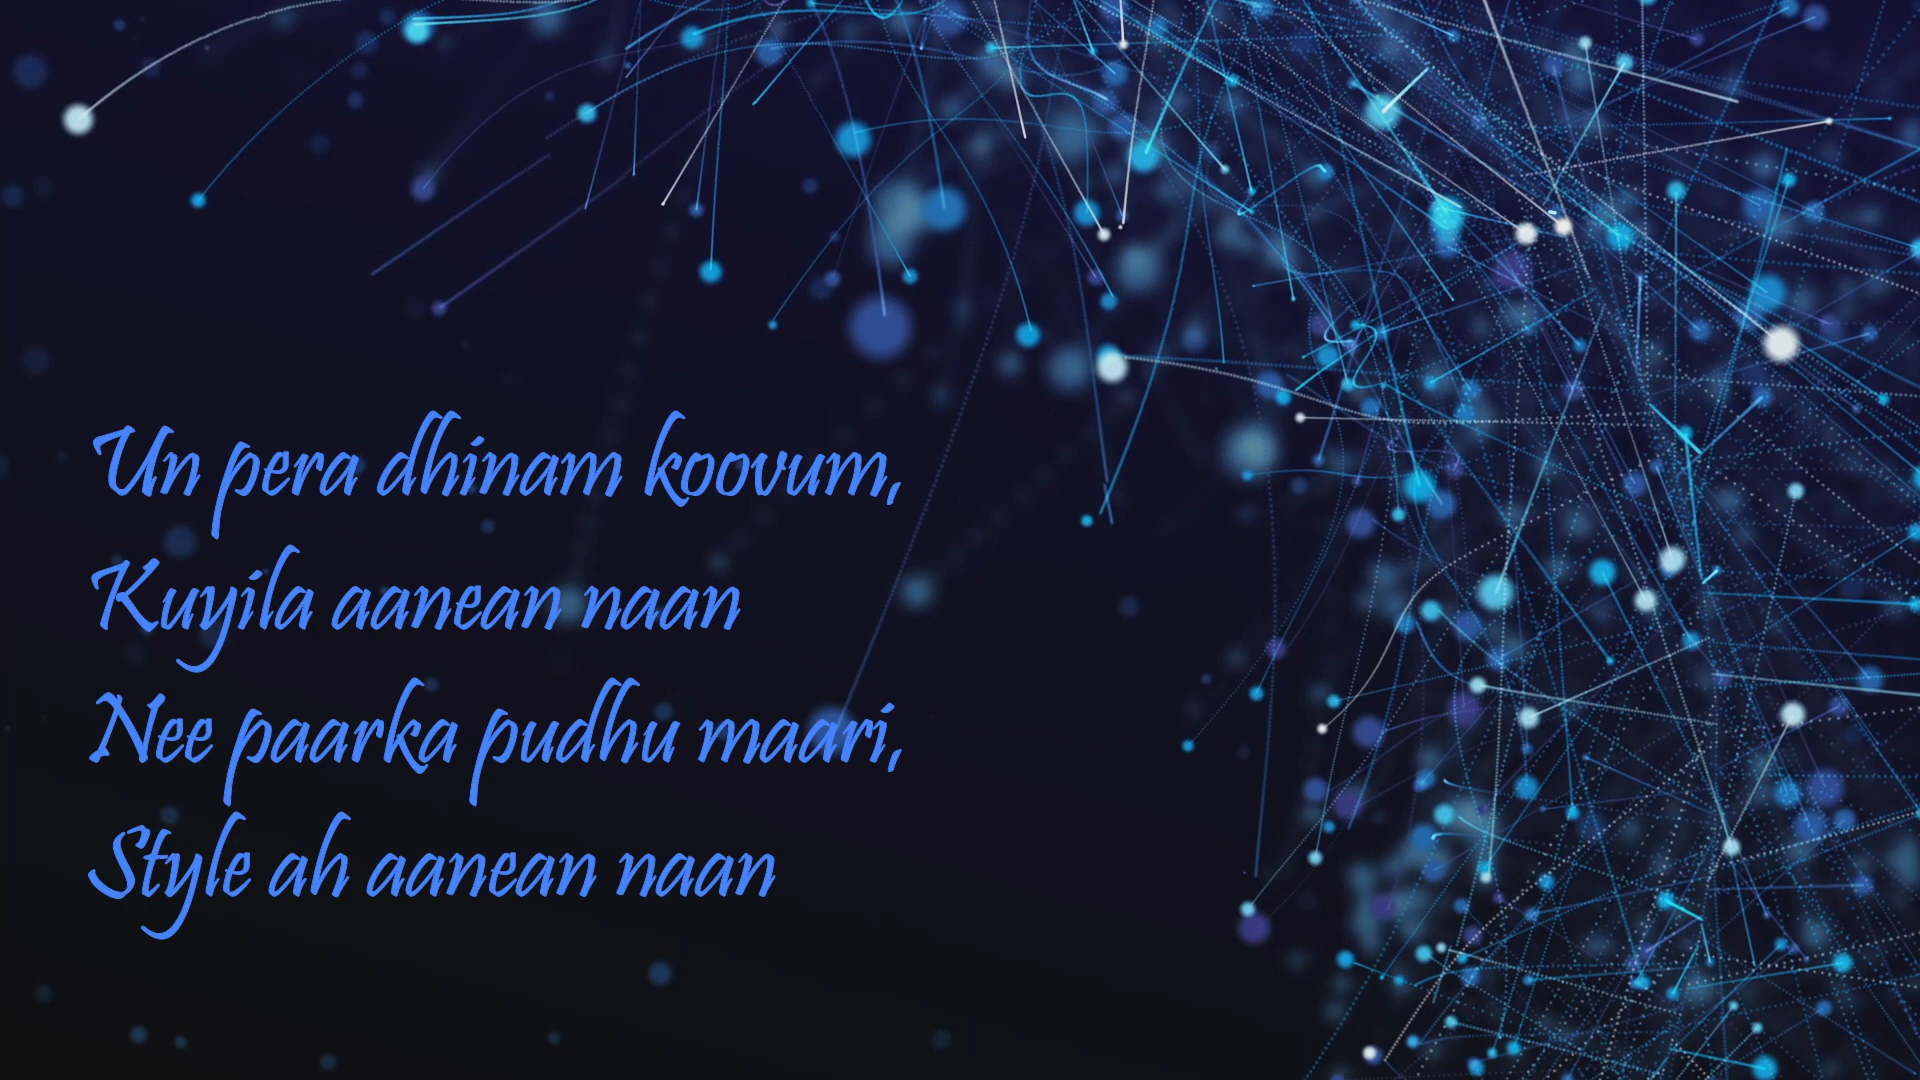 Un pera dhinam koovum,
Kuyila aanean naan
Nee paarka pudhu maari,
Style ah aanean naan